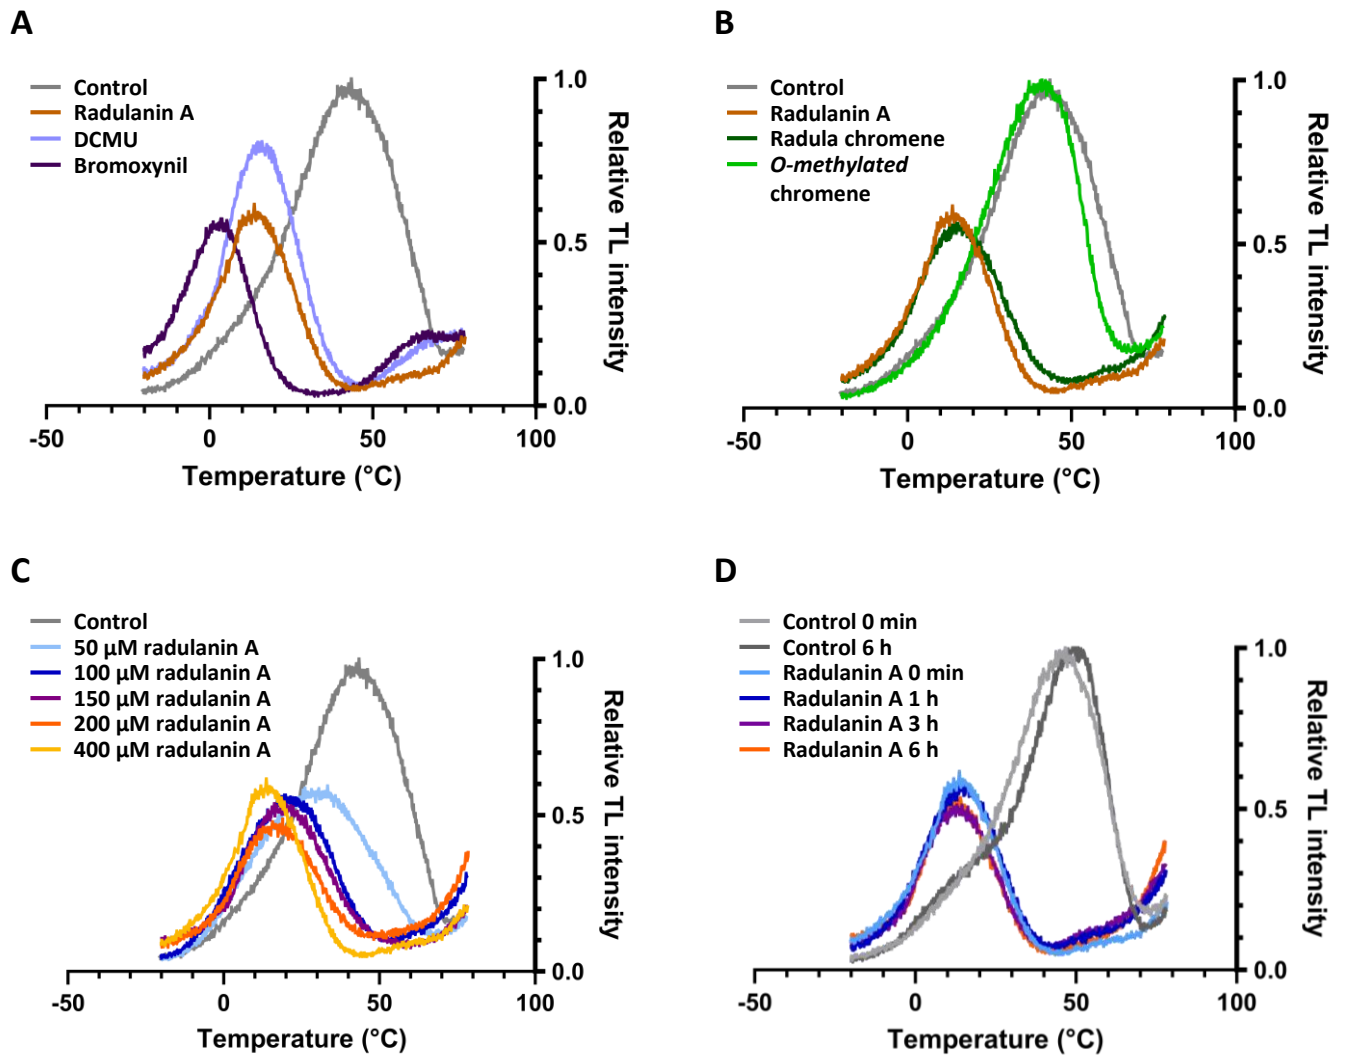 A
Control
Radulanin A
DCMU
Bromoxynil
1.0
0.5
0.0
Relative TL intensity
-50 0 50 100
Temperature (°C)
B
Control
Radulanin A
Radula chromene
O-methylated
chromene
1.0
0.5
0.0
Relative TL intensity
-50 0 50 100
Temperature (°C)
C
Control
50 µM radulanin A
100 µM radulanin A
150 µM radulanin A
200 µM radulanin A
400 µM radulanin A
1.0
0.5
0.0
Relative TL intensity
-50 0 50 100
Temperature (°C)
D
Control 0 min
Control 6 h
Radulanin A 0 min
Radulanin A 1 h
Radulanin A 3 h
Radulanin A 6 h
1.0
0.5
0.0
Relative TL intensity
-50 0 50 100
Temperature (°C)